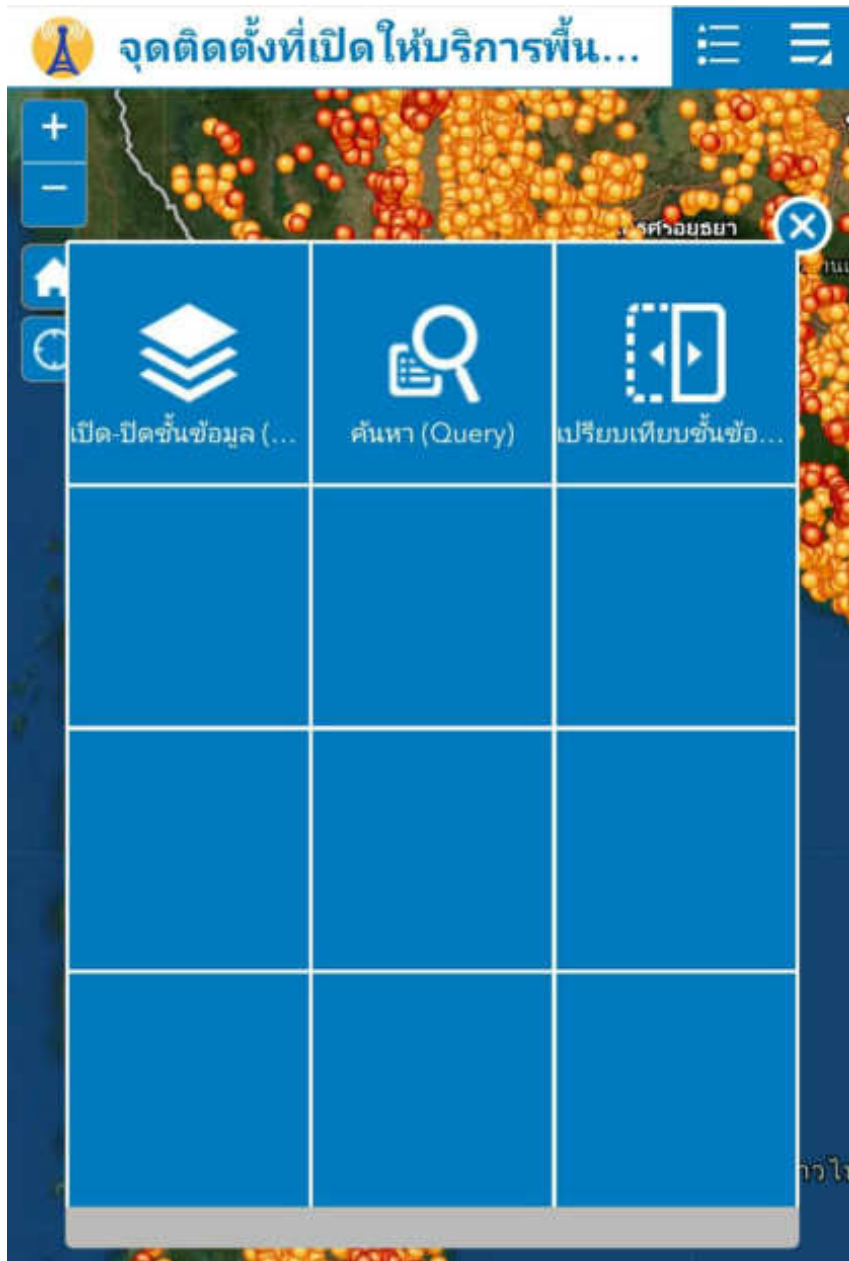 จุดติดตั้งที่เปิดให้บริการพื้น...
เปิด-ปิดชั้นข้อมูล (...
ค้นหา (Query)
เปรียบเทียบชั้นข้อ...